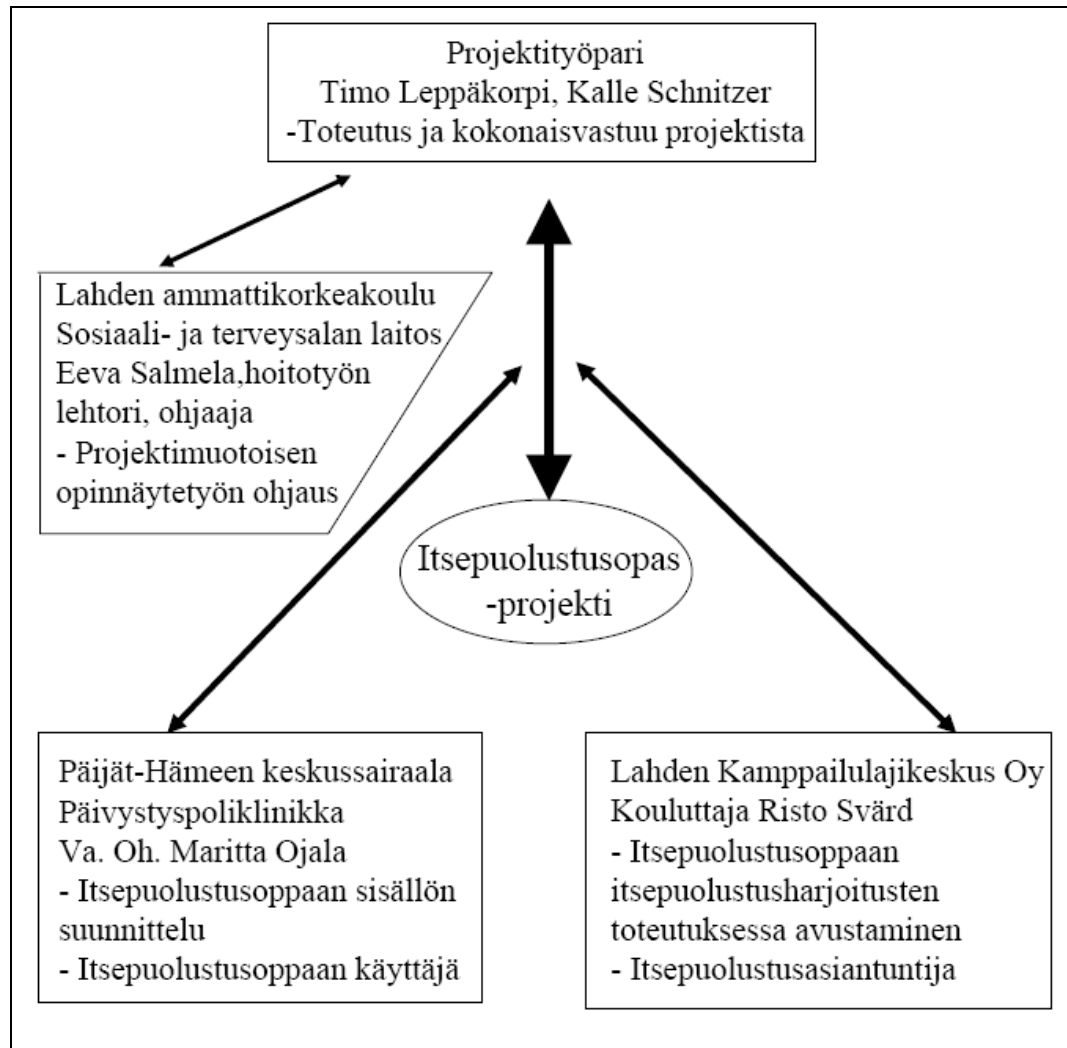 Projektityöpari
Timo Leppäkorpi, Kalle Schnitzer
-Toteutus ja kokonaisvastuu projektista
Lahden ammattikorkeakoulu
Sosiaali- ja terveysalan laitos
Eeva Salmela,hoitotyön
lehtori, ohjaaja
- Projektimuotoisen
opinnäytetyön ohjaus
Itsepuolustusopas
-projekti
Päijät-Hämeen keskussairaala
Päivystyspoliklinikka
Va. Oh. Maritta Ojala
- Itsepuolustusoppaan sisällön
suunnittelu
- Itsepuolustusoppaan käyttäjä
Lahden Kamppailulajikeskus Oy
Kouluttaja Risto Svärd
- Itsepuolustusoppaan
itsepuolustusharjoitusten
toteutuksessa avustaminen
- Itsepuolustusasiantuntija